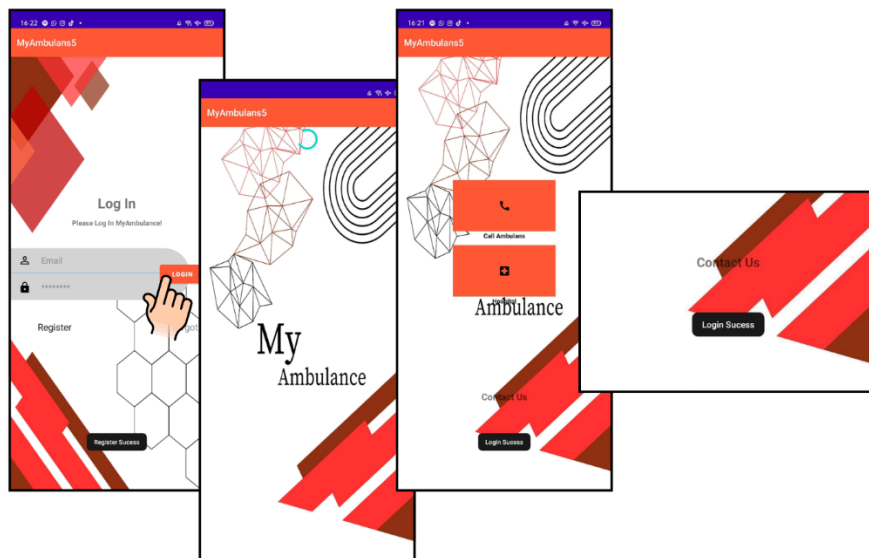 16:22
MyAmbulans5
Log In
Please Log In MyAmbulance!
Email
********
LOGIN
Register
Register Sucess
MyAmbulans5
My
Ambulance
16:21
MyAmbulans5
Call Ambulans
Hospital
Ambulance
Contact Us
Login Sucess
Contact Us
Login Sucess